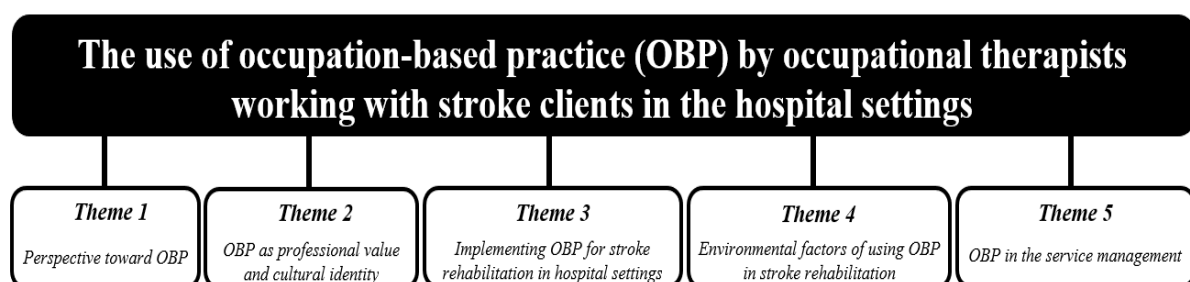 The use of occupation-based practice (OBP) by occupational therapists
working with stroke clients in the hospital settings
Theme 1
Perspective toward OBP
Theme 2
OBP as professional value
and cultural identity
Theme 3
Implementing OBP for stroke
rehabilitation in hospital settings
Theme 4
Environmental factors of using OBP
in stroke rehabilitation
Theme 5
OBP in the service management